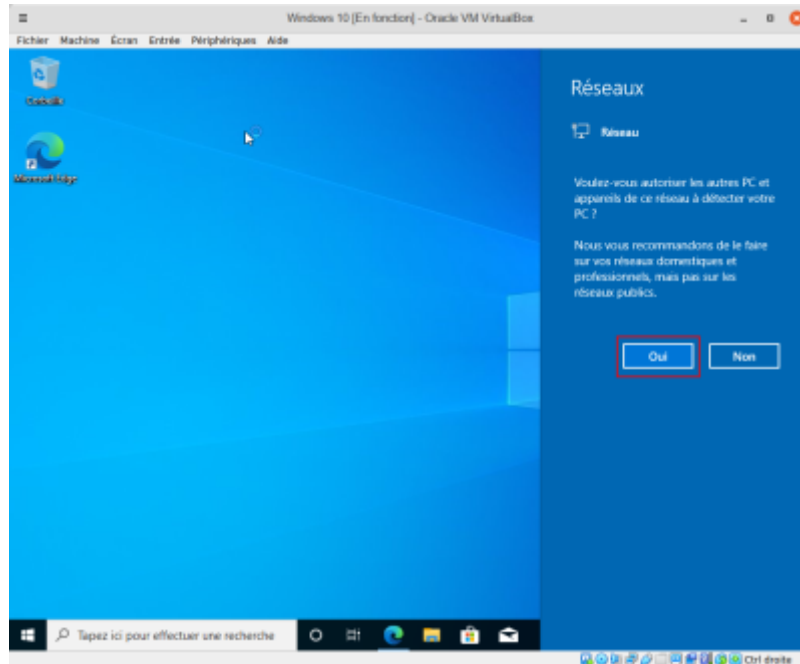 Windows 10 [En fonction] - Oracle VM VirtualBox
Fichier Machine Écran Entrée Périphériques Aide
Corbeille
Microsoft Edge
Réseaux
Réseau
Voulez-vous autoriser les autres PC et
appareils de ce réseau à détecter votre
PC ?
Nous vous recommandons de le faire
sur vos réseaux domestiques et
professionnels, mais pas sur les
réseaux publics.
Oui Non
Tapez ici pour effectuer une recherche
Ctrl droite